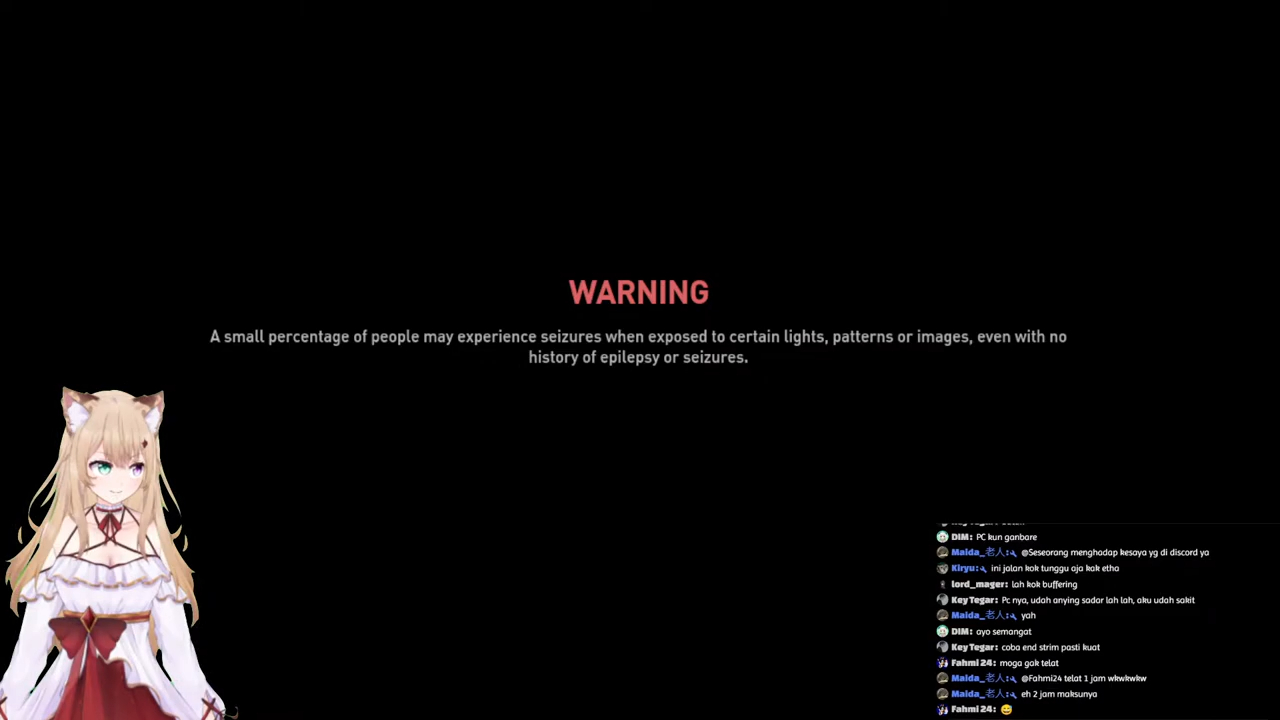 WARNING
A small percentage of people may experience seizures when exposed to certain lights, patterns or images, even with no
history of epilepsy or seizures.
DIM: PC kun ganbare
Maida_老人: @Seseorang menghadap kesaya yg di discord ya
Kiryu: ini jalan kok tunggu aja kak etha
lord_mager: lah kok buffering
Key Tegar: Pc nya, udah anying sadar lah lah, aku udah sakit
Maida_老人: yah
DIM: ayo semangat
Key Tegar: coba end strim pasti kuat
Fahmi 24: moga gak telat
Maida_老人: @Fahmi24 telat 1 jam wkwkwkw
Maida_老人: eh 2 jam maksunya
Fahmi 24: 😅